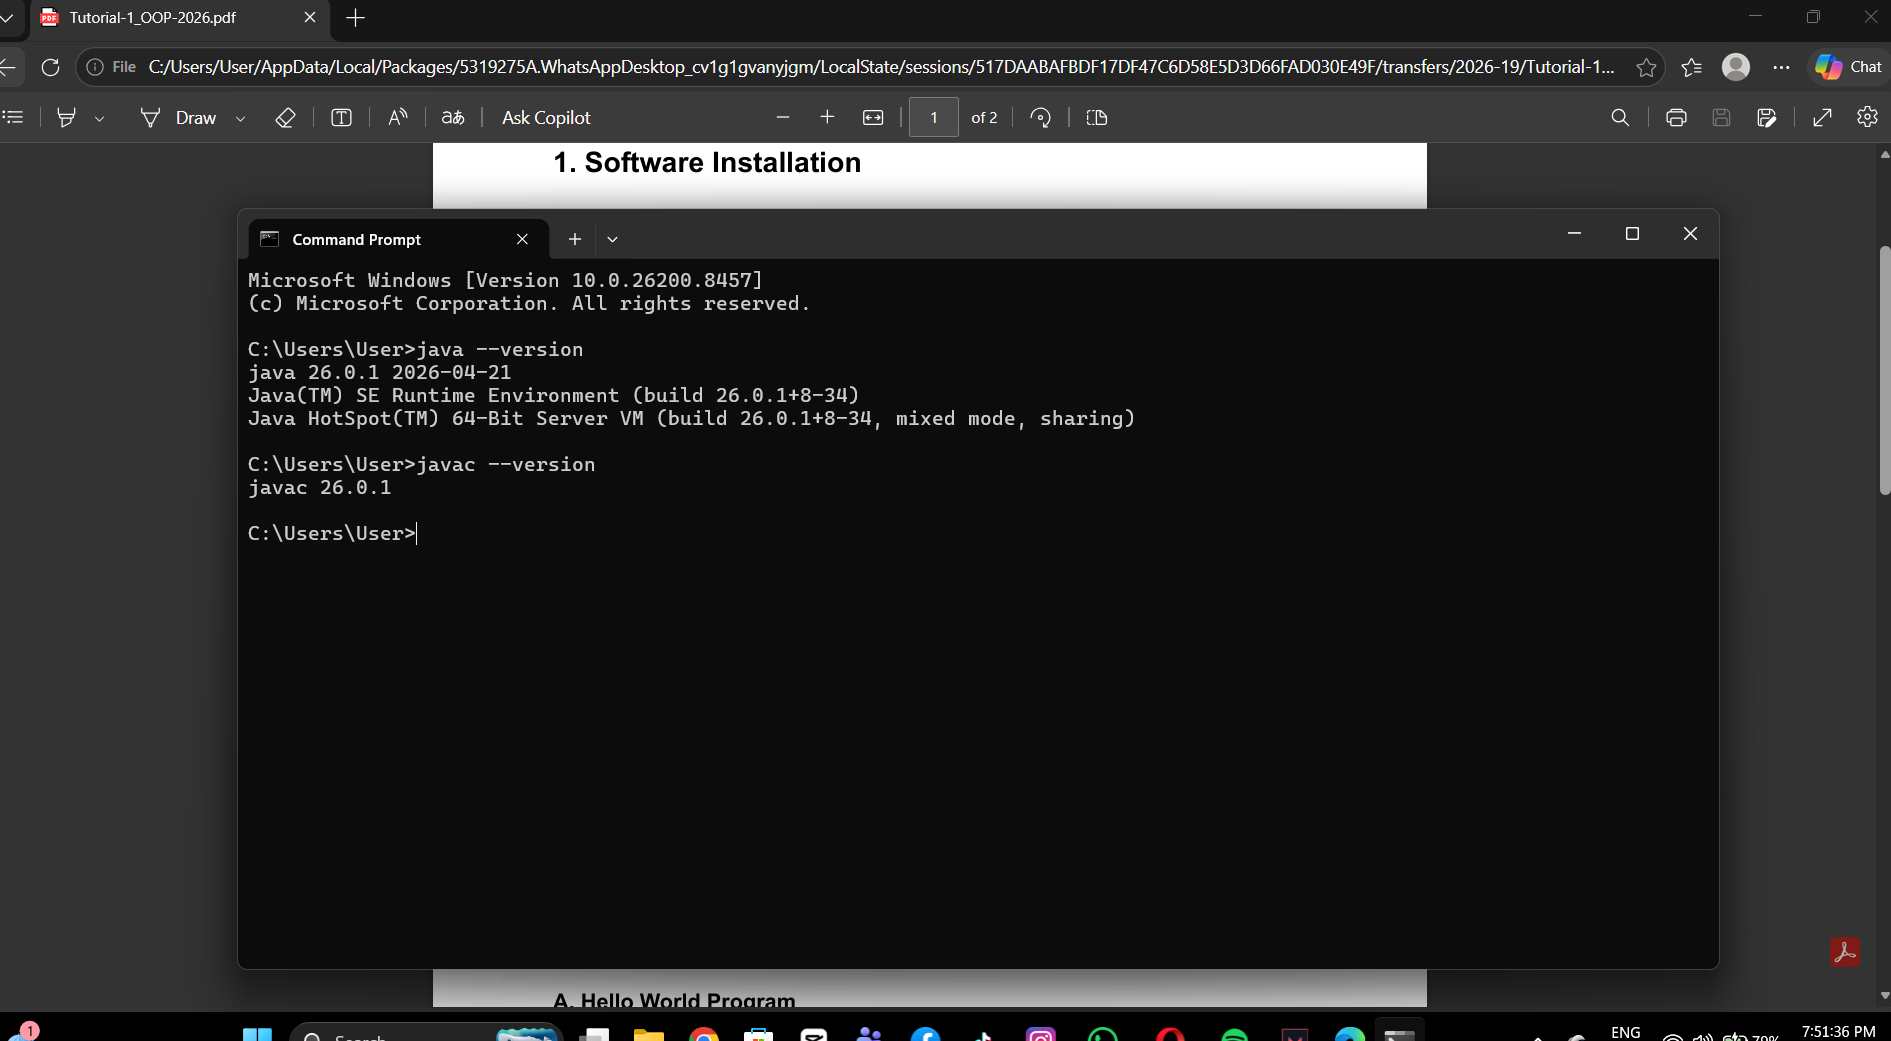 Tutorial-1_OOP-2026.pdf
File C:/Users/User/AppData/Local/Packages/5319275A.WhatsAppDesktop_cv1g1gvanyjgm/LocalState/sessions/517DAABAFBDF17DF47C6D58E5D3D66FAD030E49F/transfers/2026-19/Tutorial-1...
Chat
Draw
Ask Copilot
1 of 2
1. Software Installation
Command Prompt
Microsoft Windows [Version 10.0.26200.8457]
(c) Microsoft Corporation. All rights reserved.
C:\Users\User>java --version
java 26.0.1 2026-04-21
Java(TM) SE Runtime Environment (build 26.0.1+8-34)
Java HotSpot(TM) 64-Bit Server VM (build 26.0.1+8-34, mixed mode, sharing)
C:\Users\User>javac --version
javac 26.0.1
C:\Users\User>
A. Hello World Program
1
Search
ENG
79%
7:51:36 PM